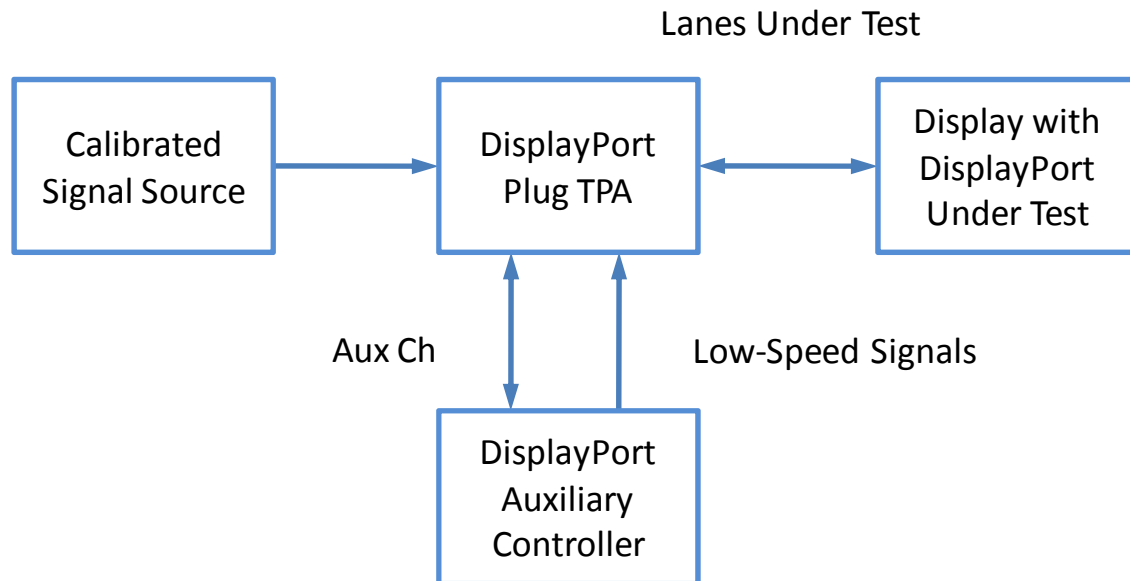 Lanes Under Test
Calibrated
Signal Source
DisplayPort
Plug TPA
Display with
DisplayPort
Under Test
Aux Ch
Low-Speed Signals
DisplayPort
Auxiliary
Controller